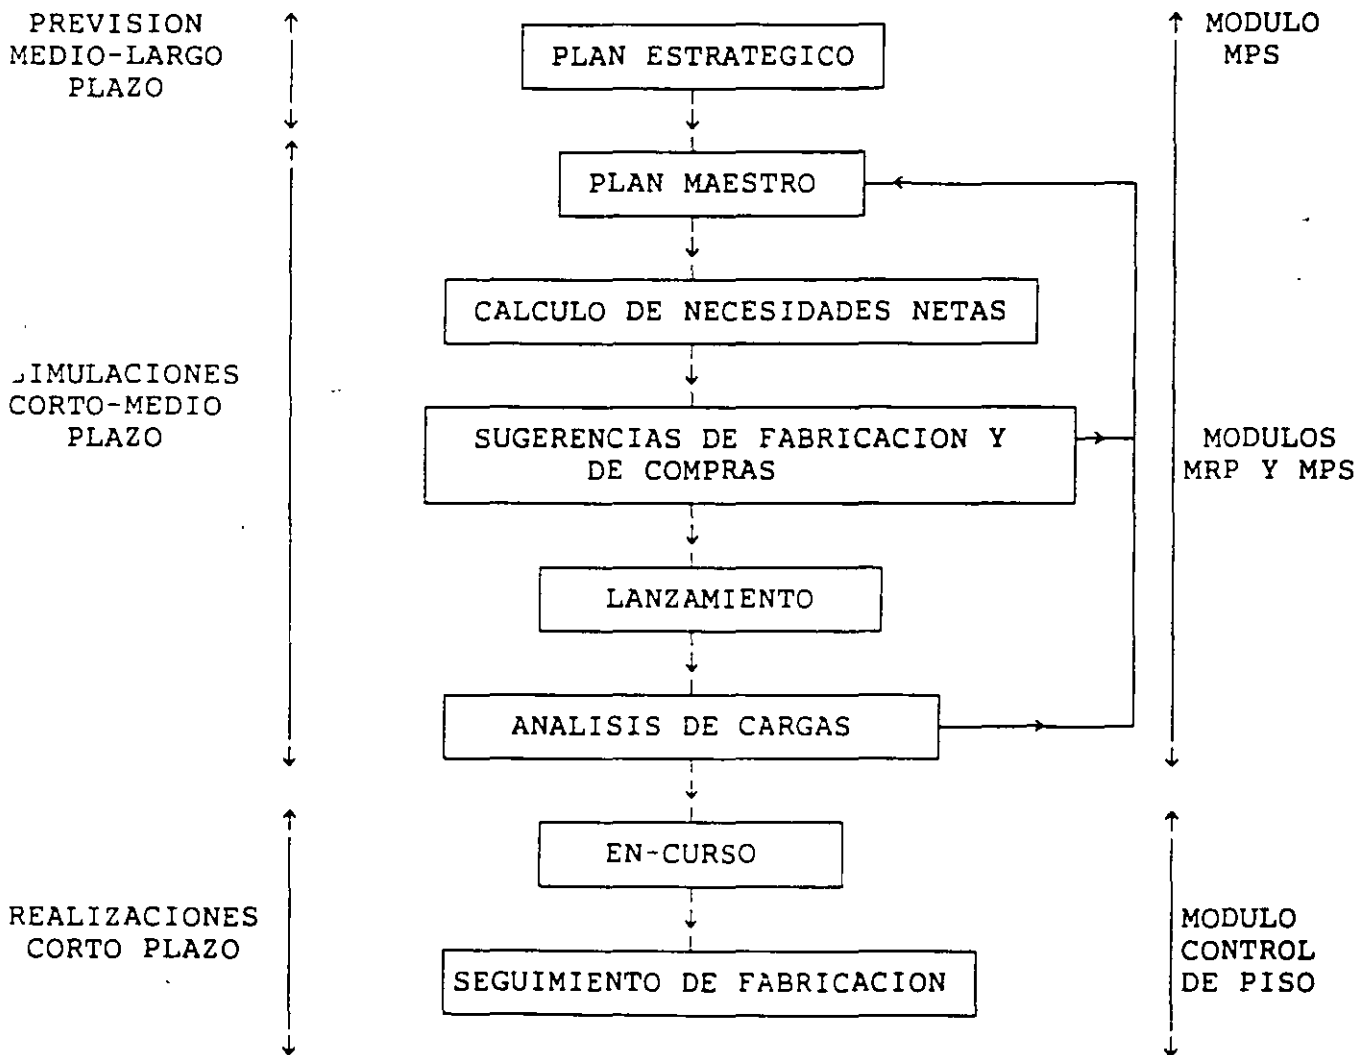 PREVISION
MEDIO-LARGO
PLAZO
PLAN ESTRATEGICO
MODULO
MPS
PLAN MAESTRO
CALCULO DE NECESIDADES NETAS
SIMULACIONES
CORTO-MEDIO
PLAZO
SUGERENCIAS DE FABRICACION Y
DE COMPRAS
MODULOS
MRP Y MPS
LANZAMIENTO
ANALISIS DE CARGAS
EN-CURSO
REALIZACIONES
CORTO PLAZO
SEGUIMIENTO DE FABRICACION
MODULO
CONTROL
DE PISO